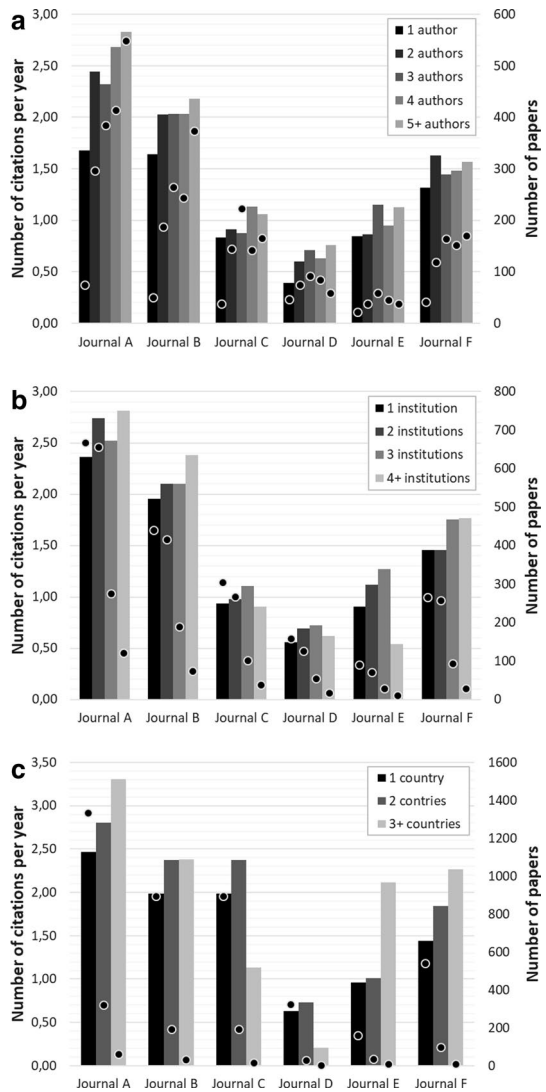 a
Number of citations per year
3,00
2,50
2,00
1,50
1,00
0,50
0,00
1 author
2 authors
3 authors
4 authors
5+ authors
600
500
400
300
200
100
0
Number of papers
Journal A Journal B Journal C Journal D Journal E Journal F
b
Number of citations per year
3,00
2,50
2,00
1,50
1,00
0,50
0,00
1 institution
2 institutions
3 institutions
4+ institutions
800
700
600
500
400
300
200
100
0
Number of papers
Journal A Journal B Journal C Journal D Journal E Journal F
c
Number of citations per year
3,50
3,00
2,50
2,00
1,50
1,00
0,50
0,00
1 country
2 contries
3+ countries
1600
1400
1200
1000
800
600
400
200
0
Number of papers
Journal A Journal B Journal C Journal D Journal E Journal F